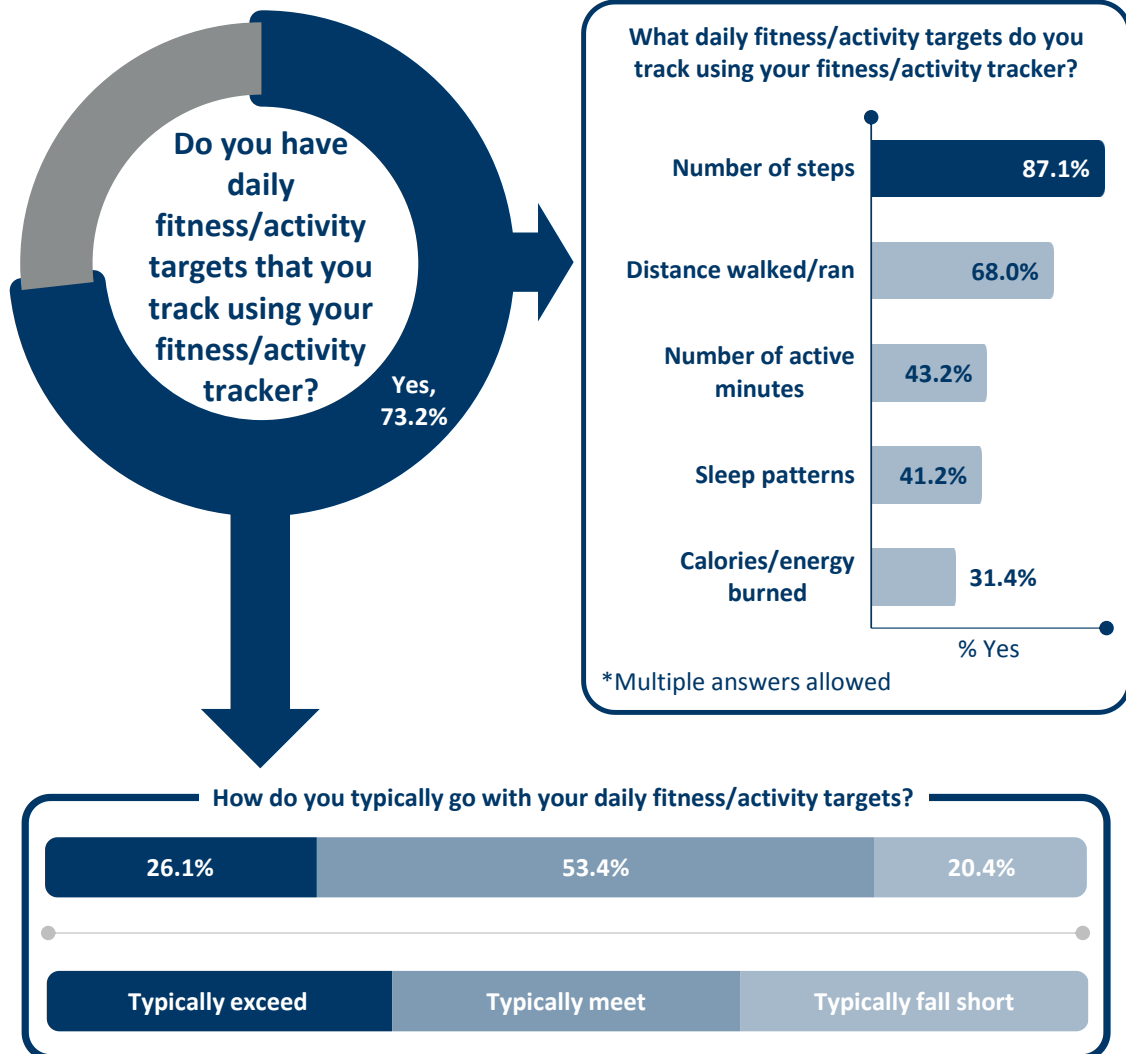 Do you have
daily
fitness/activity
targets that you
track using your
fitness/activity
tracker?
Yes,
73.2%
What daily fitness/activity targets do you
track using your fitness/activity tracker?
Number of steps
87.1%
Distance walked/ran
68.0%
Number of active
minutes
43.2%
Sleep patterns
41.2%
Calories/energy
burned
31.4%
% Yes
*Multiple answers allowed
How do you typically go with your daily fitness/activity targets?
26.1%
53.4%
20.4%
Typically exceed
Typically meet
Typically fall short